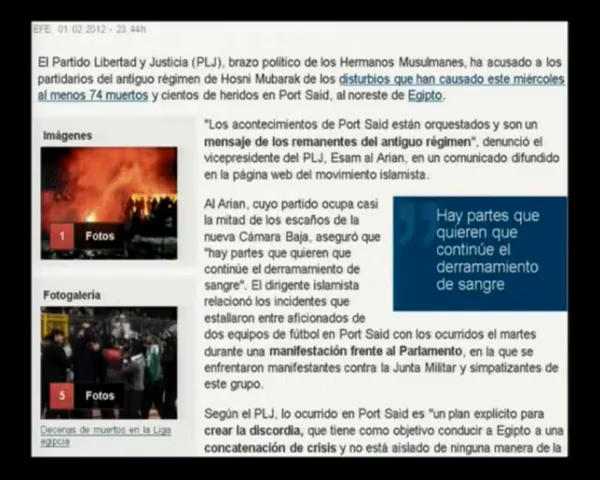 EFE. 01.02.2012 - 23.44h
El Partido Libertad y Justicia (PLJ), brazo político de los Hermanos Musulmanes, ha acusado a los
partidarios del antiguo régimen de Hosni Mubarak de los disturbios que han causado este miércoles
al menos 74 muertos y cientos de heridos en Port Said, al noreste de Egipto.
Imágenes
1 Fotos
Fotogalería
5 Fotos
Decenas de muertos en la Liga
egipcia
"Los acontecimientos de Port Said están orquestados y son un
mensaje de los remanentes del antiguo régimen", denunció el
vicepresidente del PLJ, Esam al Arian, en un comunicado difundido
en la página web del movimiento islamista.
Al Arian, cuyo partido ocupa casi
la mitad de los escaños de la
nueva Cámara Baja, aseguró que
"hay partes que quieren que
continúe el derramamiento de
sangre". El dirigente islamista
relacionó los incidentes que
estallaron entre aficionados de
dos equipos de fútbol en Port Said con los ocurridos el martes
durante una manifestación frente al Parlamento, en la que se
enfrentaron manifestantes contra la Junta Militar y simpatizantes de
este grupo.
Hay partes que
quieren que
continúe el
derramamiento
de sangre
Según el PLJ, lo ocurrido en Port Said es "un plan explícito para
crear la discordia, que tiene como objetivo conducir a Egipto a una
concatenación de crisis y no está aislado de ninguna manera de la